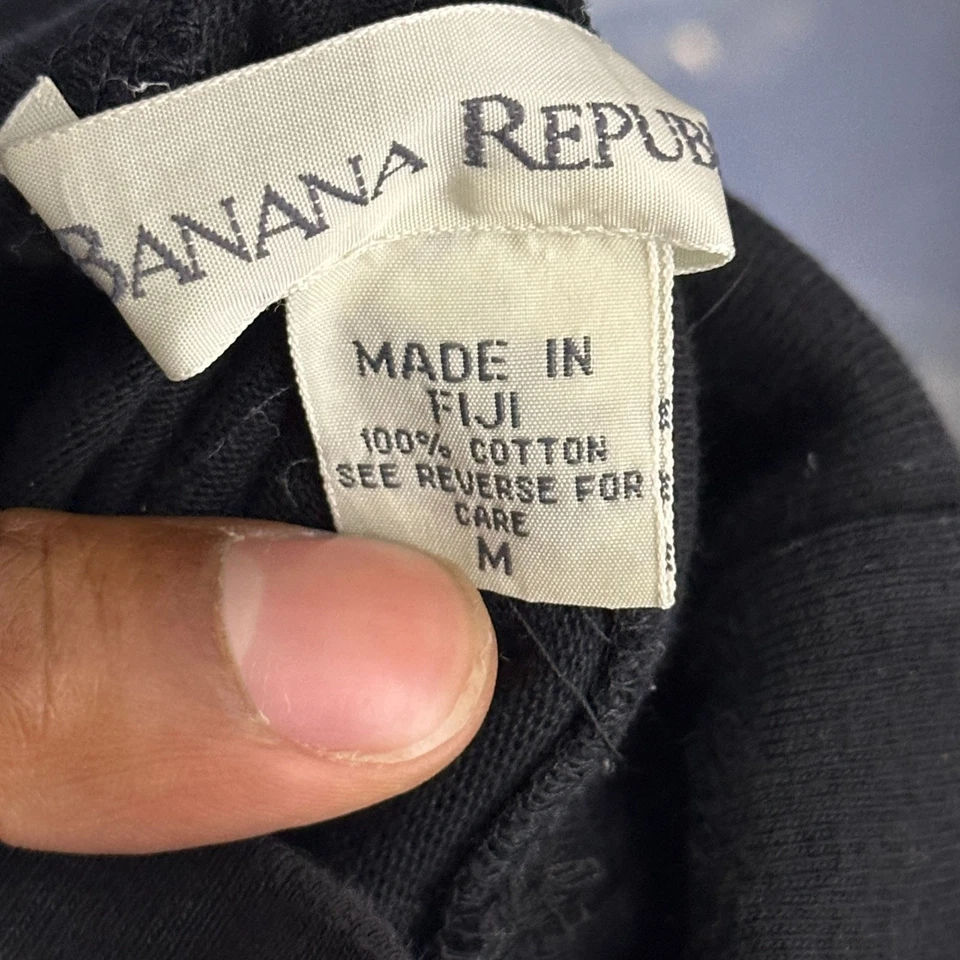 BANANA REPUB
MADE IN
FIJI
100% COTTON
SEE REVERSE FOR
CARE
M